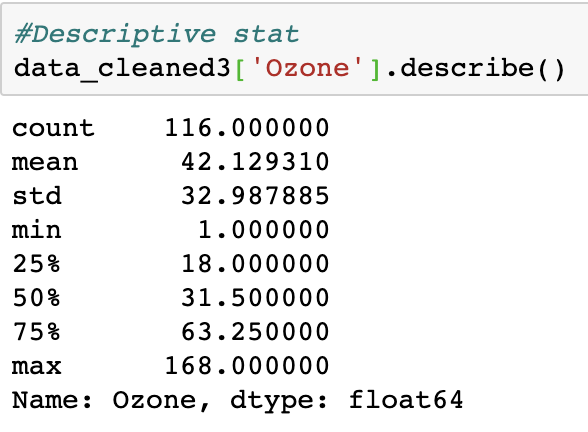 #Descriptive stat
data_cleaned3['Ozone'].describe()
count    116.000000
mean      42.129310
std       32.987885
min        1.000000
25%       18.000000
50%       31.500000
75%       63.250000
max      168.000000
Name: Ozone, dtype: float64